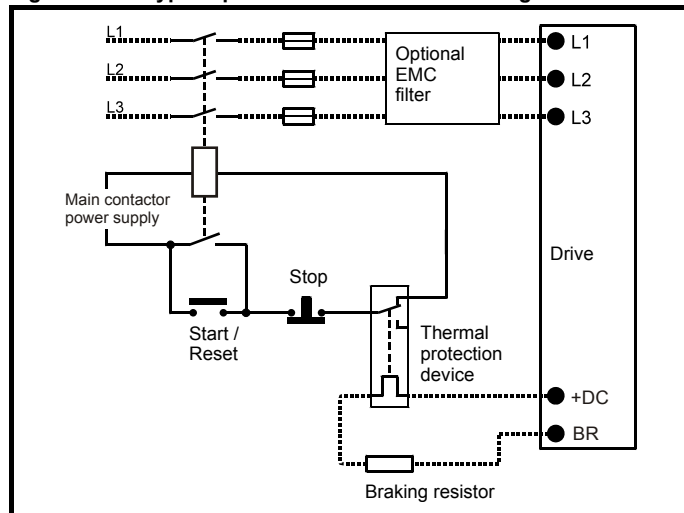 L1
L2
L3
Optional
EMC
filter
L1
L2
L3
Main contactor
power supply
Drive
Stop
Start /
Reset
Thermal
protection
device
+DC
BR
Braking resistor